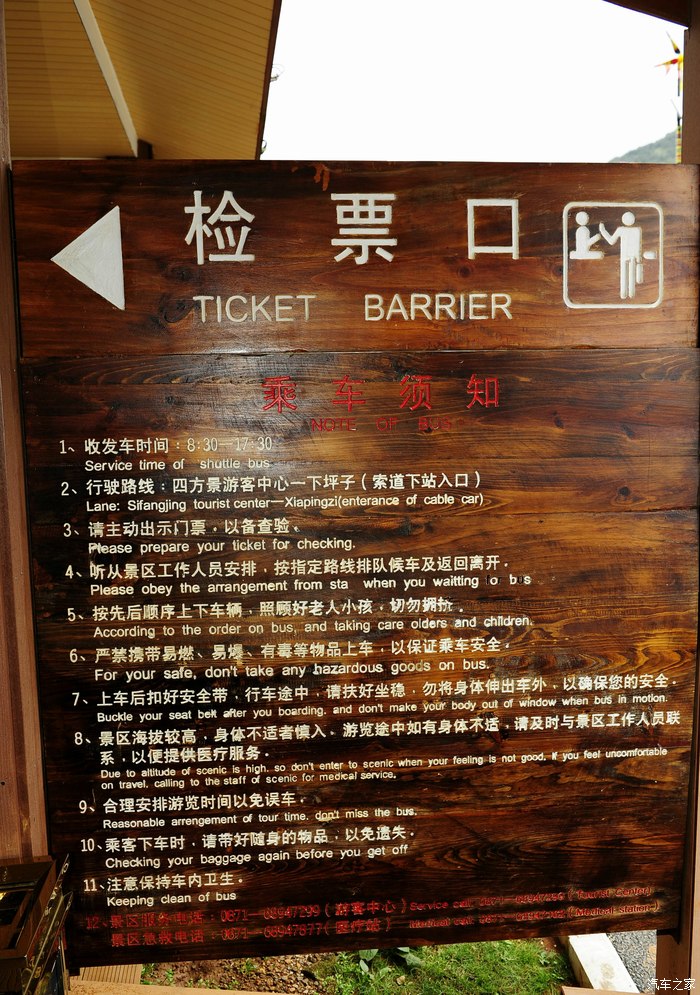 检票口
TICKET BARRIER
乘车须知
NOTE OF BUS
1、收发车时间：8:30—17:30
Service time of shuttle bus
2、行驶路线：四方景游客中心—下坪子（索道下站入口）
Lane: Sifangjing tourist center—Xiapingzi(enterance of cable car)
3、请主动出示门票，以备查验。
Please prepare your ticket for checking.
4、听从景区工作人员安排，按指定路线排队候车及返回离开。
Please obey the arrangement from sta when you waitting o b s
5、按先后顺序上下车辆，照顾好老人小孩，切勿拥挤。
According to the order on bus, and taking care olders and children.
6、严禁携带易燃、易爆、有毒等物品上车，以保证乘车安全。
For your safe, don't take any hazardous goods on bus.
7、上车后扣好安全带，行车途中，请扶好坐稳，勿将身体伸出车外，以确保您的安全。
Buckle your seat belt after you boarding. and don't make your body out of window when bus in motion.
8、景区海拔较高，身体不适者慎入。游览途中如有身体不适，请及时与景区工作人员联
系，以便提供医疗服务。
Due to altitude of scenic is high. so don't enter to scenic when your feeling is not good. If you feel uncomfortable
on travel. calling to the staff of scenic for medical service.
9、合理安排游览时间以免误车。
Reasonable arrengement of tour time. don't miss the bus.
10、乘客下车时，请带好随身的物品，以免遗失。
Checking your baggage again before you get off
11、注意保持车内卫生。
Keeping clean of bus
12、景区服务电话：0871—68947299（游客中心）Service call: 0871-（Tourist Center）
景区急救电话：0871—68947877（医疗站）Medical call: 0871-（Medical station）
汽车之家